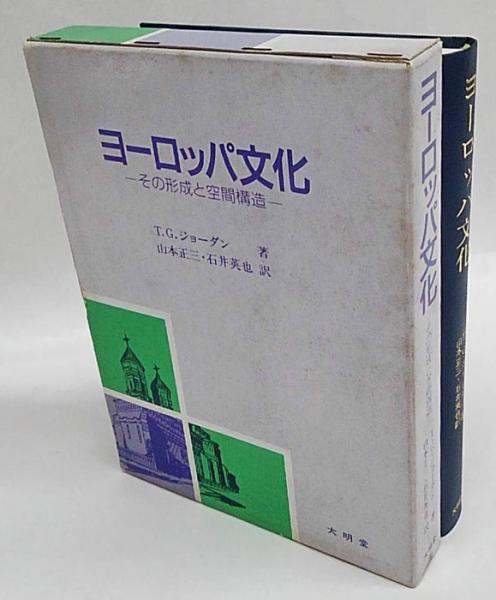 ヨーロッパ文化
―その形成と空間構造―
T.G.ジョーダン 著
山本正三・石井英也 訳
大明堂
ヨーロッパ文化
ヨーロッパ文化